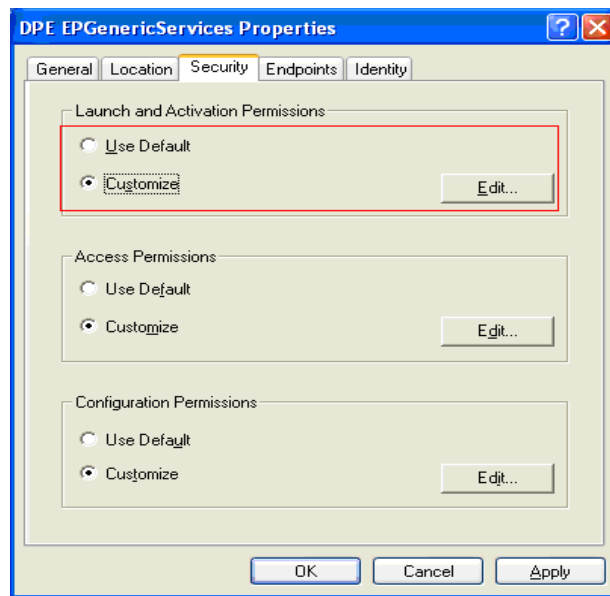 DPE EPGenericServices Properties
General Location Security Endpoints Identity
Launch and Activation Permissions
Use Default
Customize Edit...
Access Permissions
Use Default
Customize Edit...
Configuration Permissions
Use Default
Customize Edit...
OK Cancel Apply